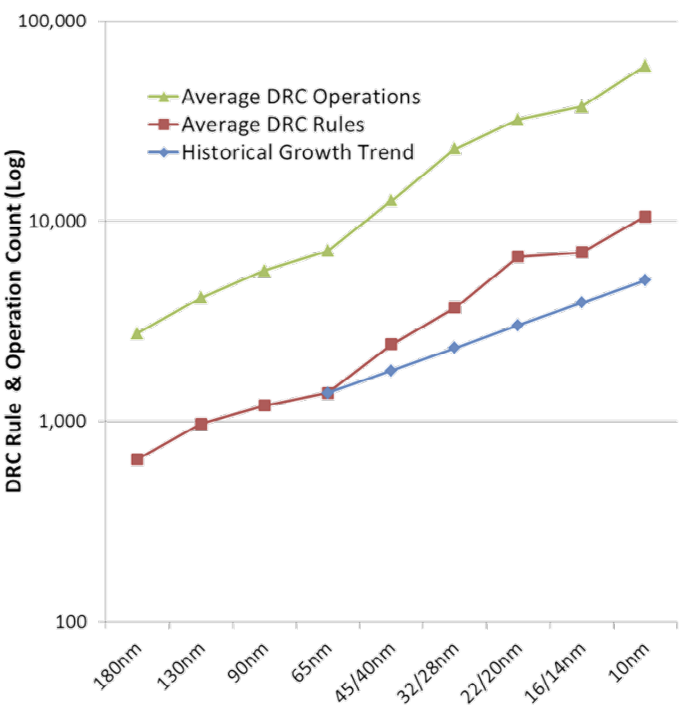 100,000
Average DRC Operations
Average DRC Rules
Historical Growth Trend
10,000
1,000
100
DRC Rule & Operation Count (Log)
180nm
130nm
90nm
65nm
45/40nm
32/28nm
22/20nm
16/14nm
10nm